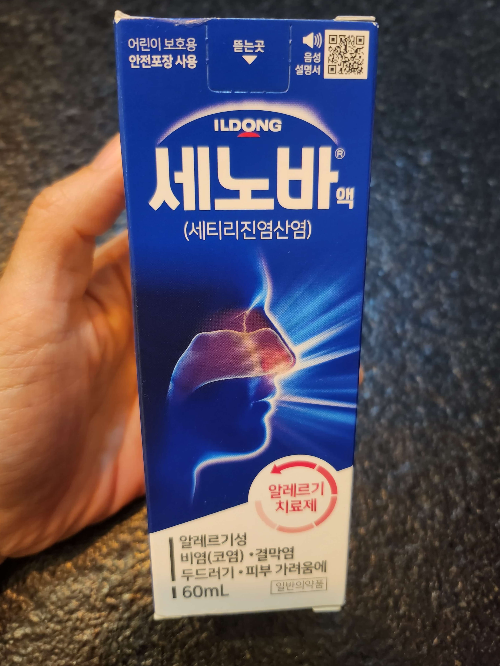 어린이 보호용
안전포장 사용
뜯는곳
음성
설명서
ILDONG
세노바® 액
(세티리진염산염)
알레르기
치료제
알레르기성
비염(코염)•결막염
두드러기•피부 가려움에
60mL
일반의약품